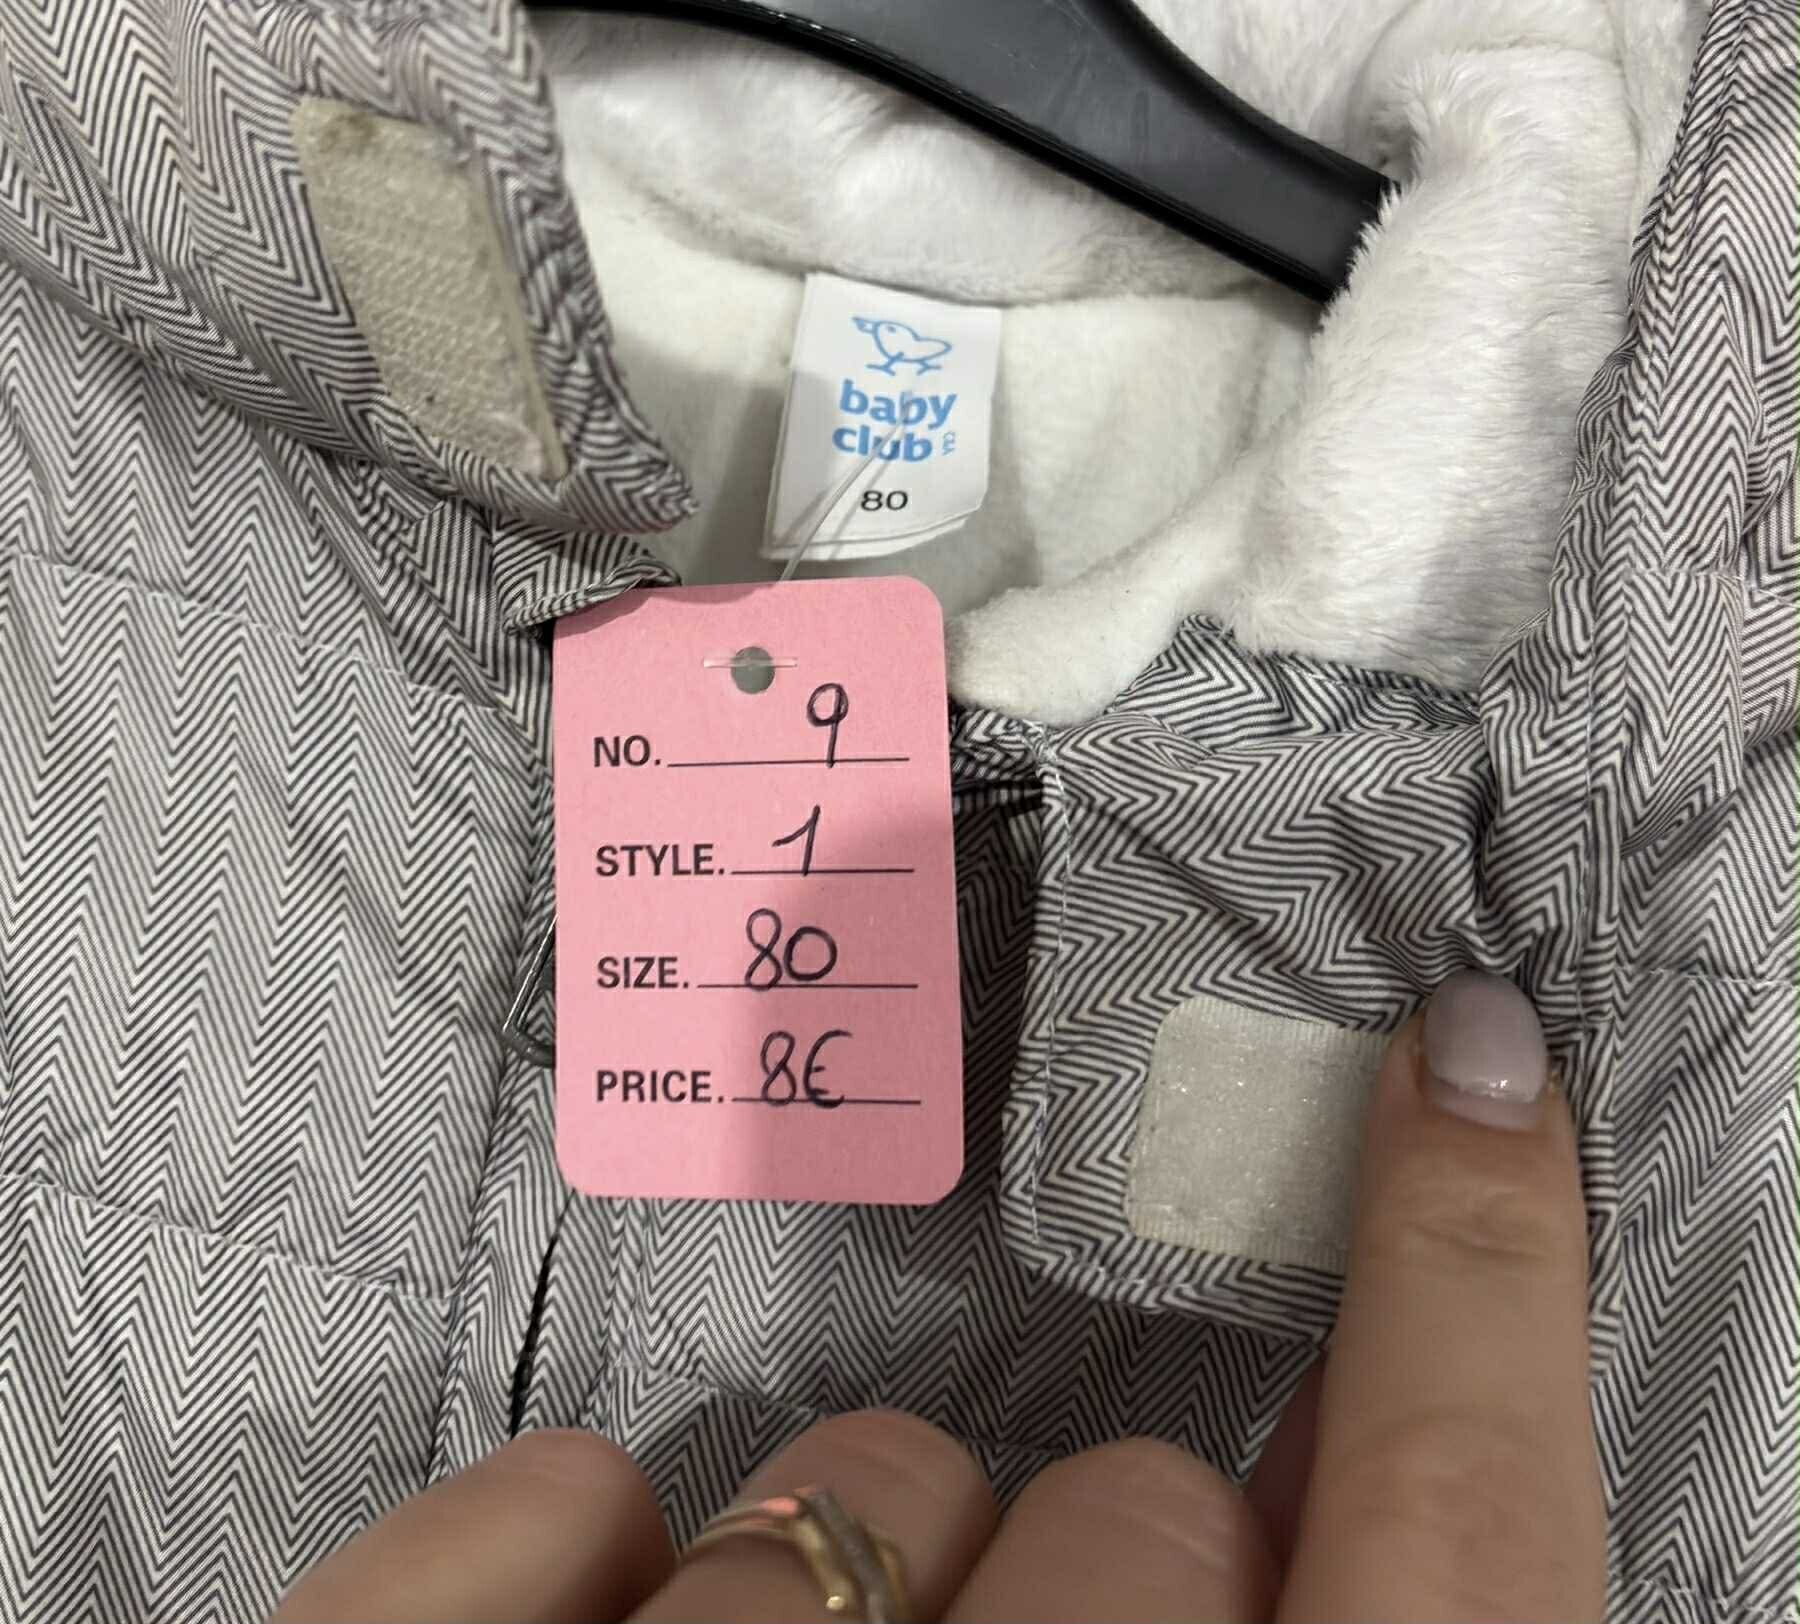 baby
club C&A
80
NO. 9
STYLE. 1
SIZE. 80
PRICE. 8€